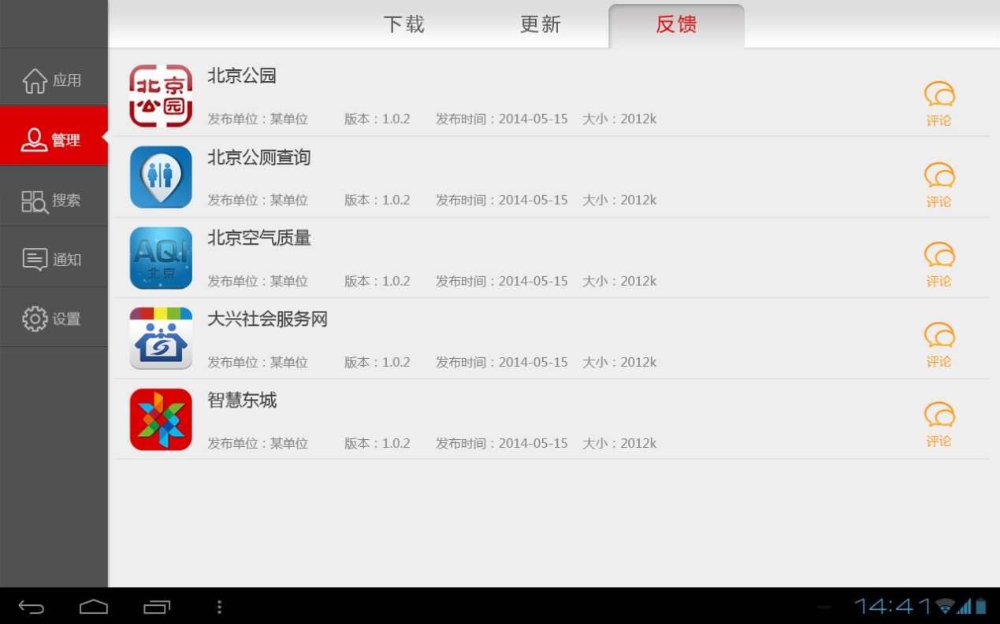 下载 更新 反馈
应用
管理
搜索
通知
设置
北京公园
北京公园
发布单位：某单位 版本：1.0.2 发布时间：2014-05-15 大小：2012k
评论
北京公厕查询
发布单位：某单位 版本：1.0.2 发布时间：2014-05-15 大小：2012k
评论
AQI
北京
北京空气质量
发布单位：某单位 版本：1.0.2 发布时间：2014-05-15 大小：2012k
评论
大兴社会服务网
发布单位：某单位 版本：1.0.2 发布时间：2014-05-15 大小：2012k
评论
智慧东城
发布单位：某单位 版本：1.0.2 发布时间：2014-05-15 大小：2012k
评论
14:41